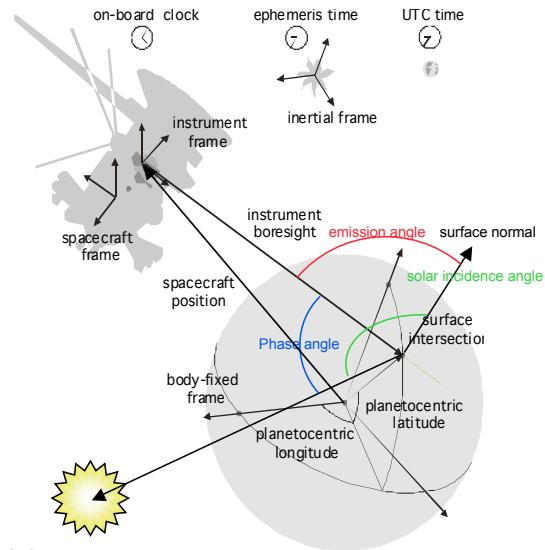 on-board clock
ephemeris time
UTC time
inertial frame
instrument
frame
spacecraft
frame
instrument
boresight
emission angle
surface normal
solar incidence angle
spacecraft
position
surface
intersection
Phase angle
body-fixed
frame
planetocentric
latitude
planetocentric
longitude